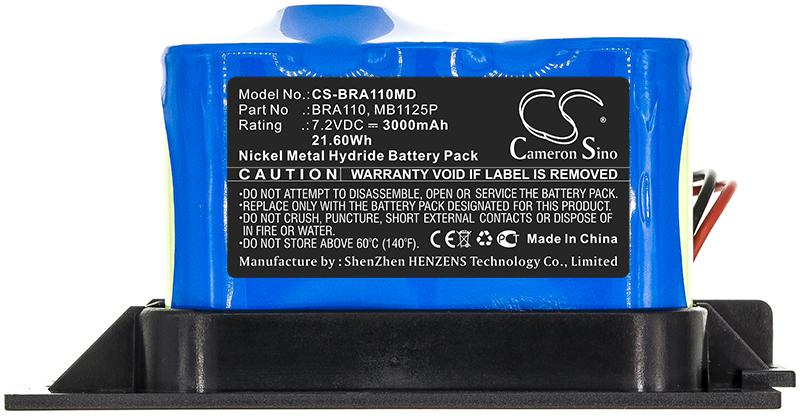 Model No.:CS-BRA110MD
Part No .:BRA110, MB1125P
Rating .:7.2VDC ⎓ 3000mAh
21.60Wh
Nickel Metal Hydride Battery Pack
CS
Cameron Sino
CAUTION WARRANTY VOID IF LABEL IS REMOVED
•DO NOT ATTEMPT TO DISASSEMBLE, OPEN OR SERVICE THE BATTERY PACK.
•REPLACE ONLY WITH THE BATTERY PACK DESIGNATED FOR THIS PRODUCT.
•DO NOT CRUSH, PUNCTURE, SHORT EXTERNAL CONTACTS OR DISPOSE OF
IN FIRE OR WATER.
•DO NOT STORE ABOVE 60°C (140°F). CE PCT Made In China
Manufacture by : ShenZhen HENZENS Technology Co., Limited